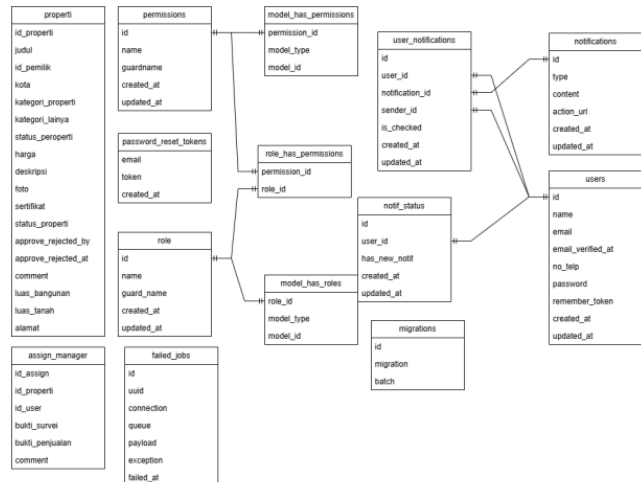 properti
id_properti
judul
id_pemilik
kota
kategori_properti
kategori_lainya
status_peroperti
harga
deskripsi
foto
sertifikat
status_properti
approve_rejected_by
approve_rejected_at
comment
luas_bangunan
luas_tanah
alamat
assign_manager
id_assign
id_properti
id_user
bukti_survei
bukti_penjualan
comment
permissions
id
name
guardname
created_at
updated_at
password_reset_tokens
email
token
created_at
role
id
name
guard_name
created_at
updated_at
failed_jobs
id
uuid
connection
queue
payload
exception
failed_at
model_has_permissions
permission_id
model_type
model_id
role_has_permissions
permission_id
role_id
model_has_roles
role_id
model_type
model_id
user_notifications
id
user_id
notification_id
sender_id
is_checked
created_at
updated_at
notif_status
id
user_id
has_new_notif
created_at
updated_at
migrations
id
migration
batch
notifications
id
type
content
action_url
created_at
updated_at
users
id
name
email
email_verified_at
no_telp
password
remember_token
created_at
updated_at